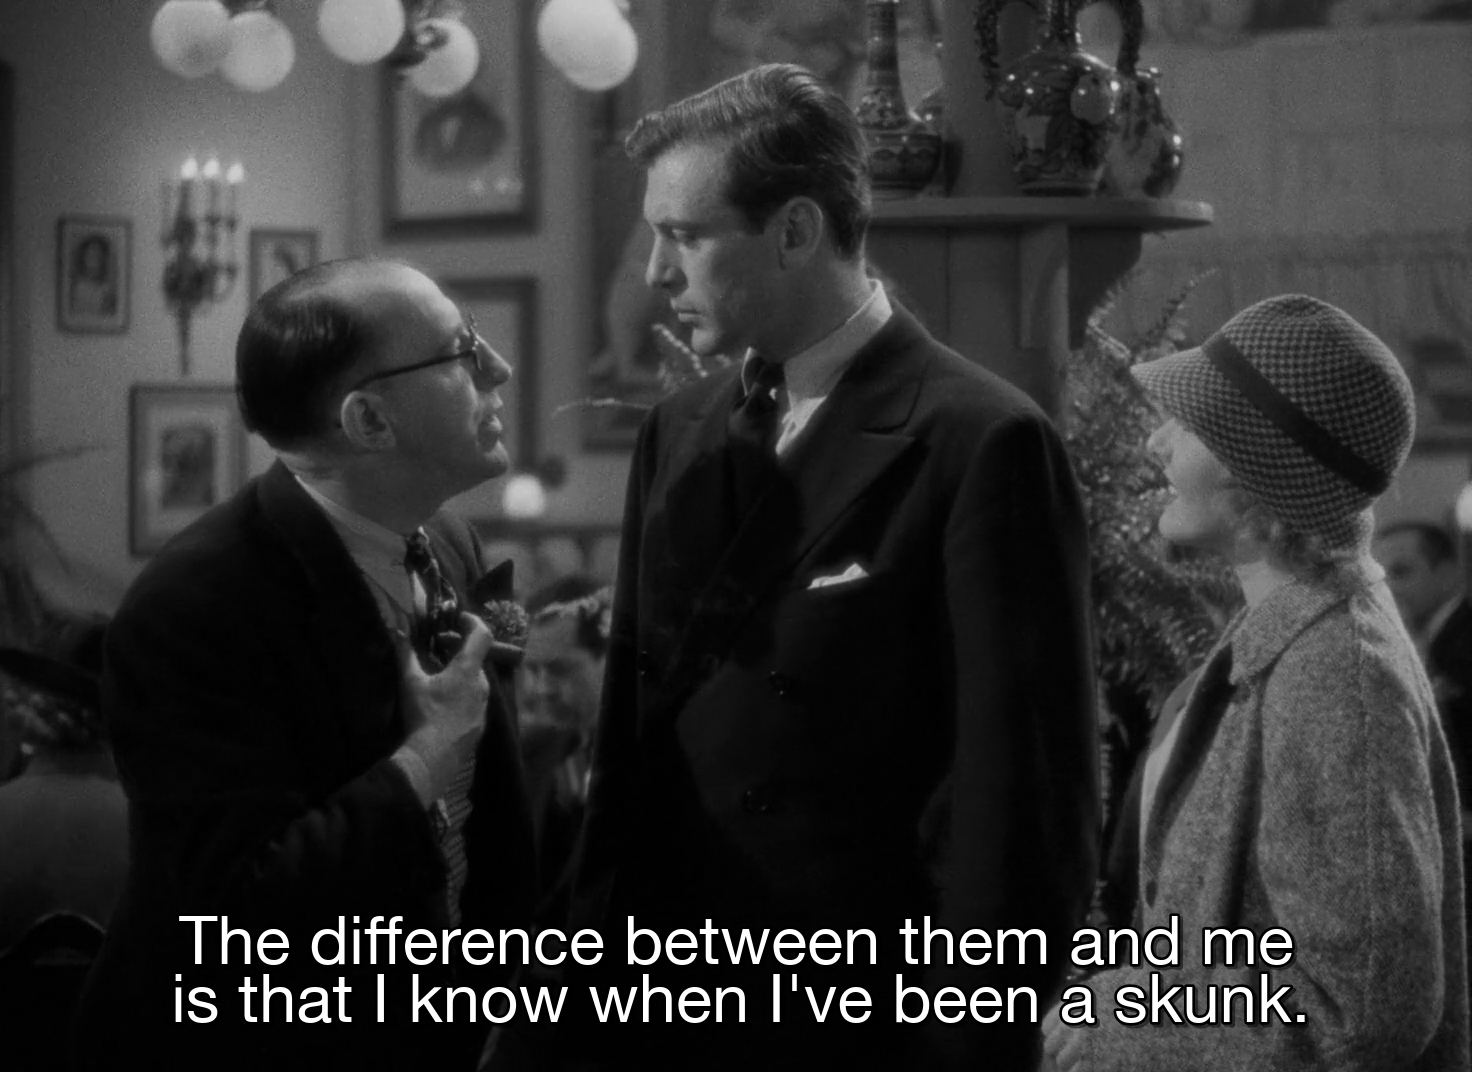 The difference between them and me
is that I know when I've been a skunk.